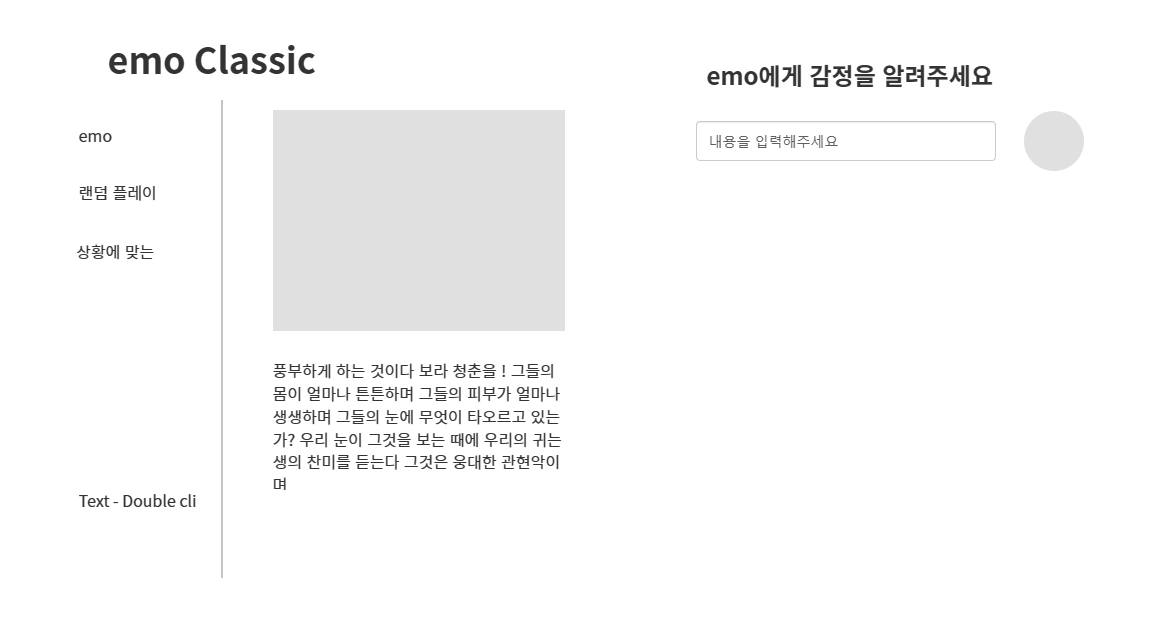 emo Classic
emo
랜덤 플레이
상황에 맞는
Text - Double cli
풍부하게 하는 것이다 보라 청춘을 ! 그들의
몸이 얼마나 튼튼하며 그들의 피부가 얼마나
생생하며 그들의 눈에 무엇이 타오르고 있는
가? 우리 눈이 그것을 보는 때에 우리의 귀는
생의 찬미를 듣는다 그것은 웅대한 관현악이
며
emo에게 감정을 알려주세요
내용을 입력해주세요